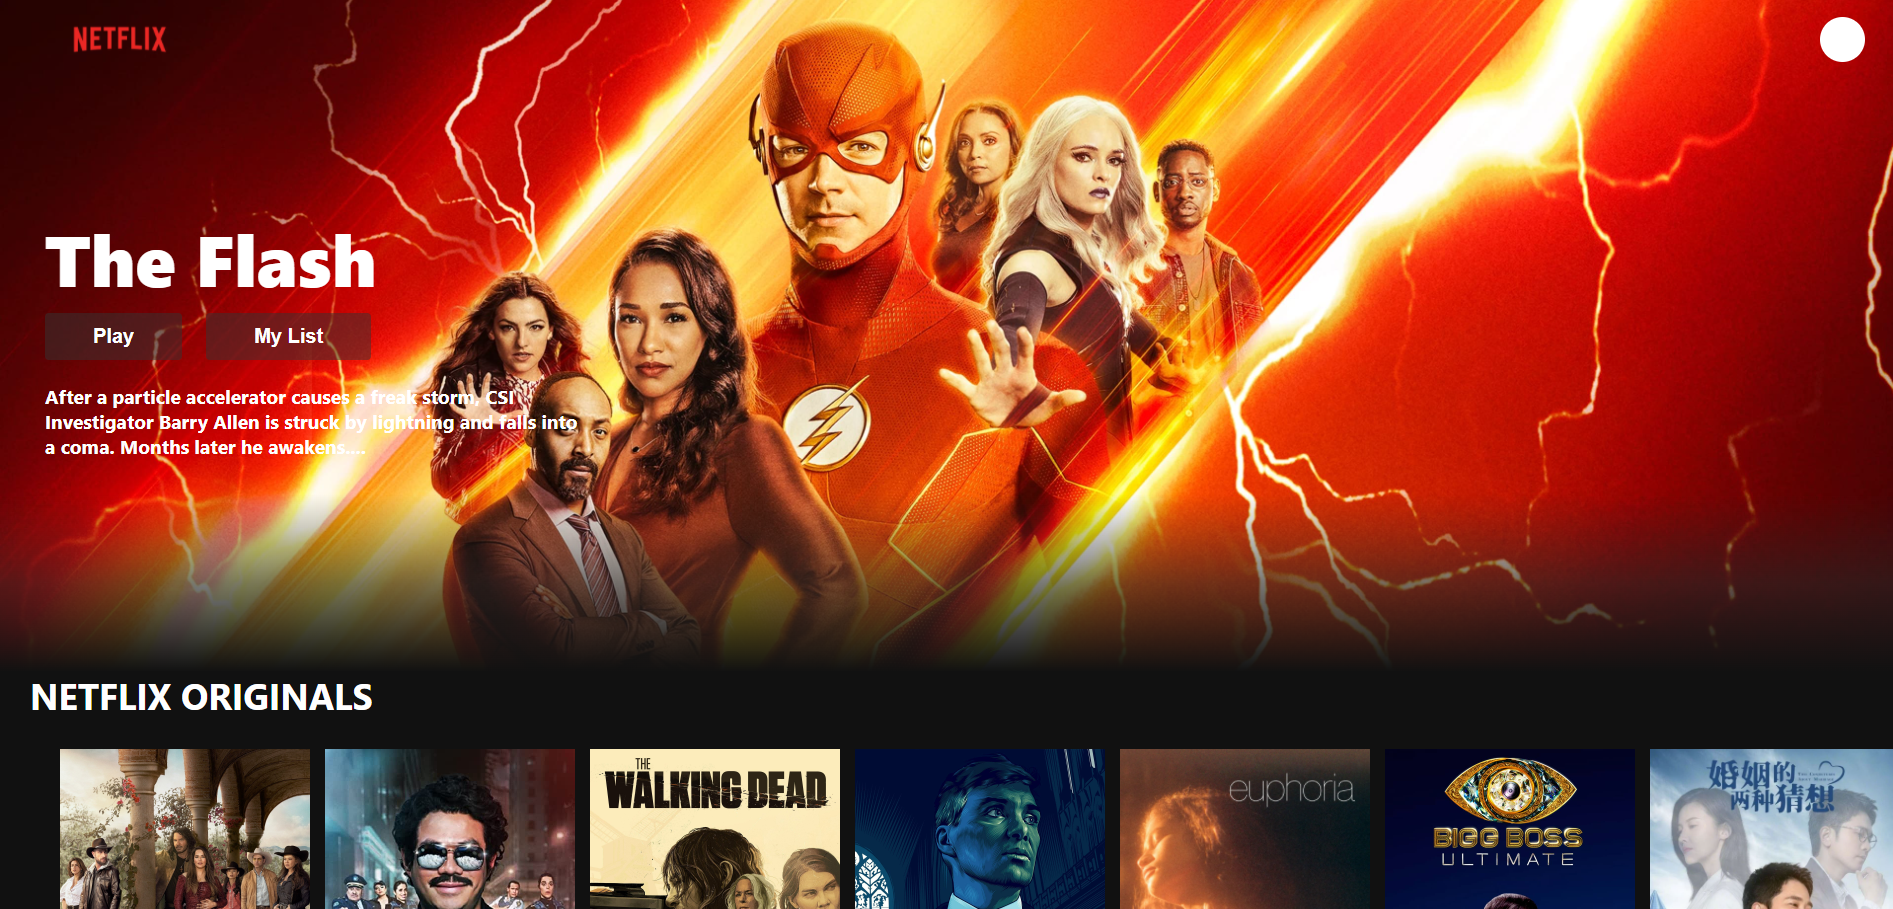 NETFLIX
The Flash
Play
My List
After a particle accelerator causes a freak storm, CSI
Investigator Barry Allen is struck by lightning and falls into
a coma. Months later he awakens....
NETFLIX ORIGINALS
THE
WALKING DEAD
euphoria
BIGG BOSS
ULTIMATE
婚姻的
两种猜想